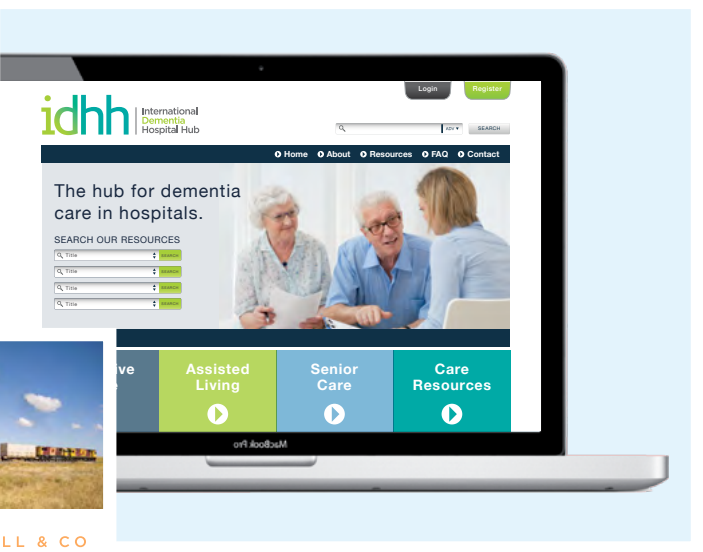 Login Register
idhh International
Dementia
Hospital Hub
ADV SEARCH
Home About Resources FAQ Contact
The hub for dementia
care in hospitals.
SEARCH OUR RESOURCES
Title SEARCH
Title SEARCH
Title SEARCH
Title SEARCH
ive Assisted Living
Senior Care
Care Resources
MacBook Pro
LL & CO